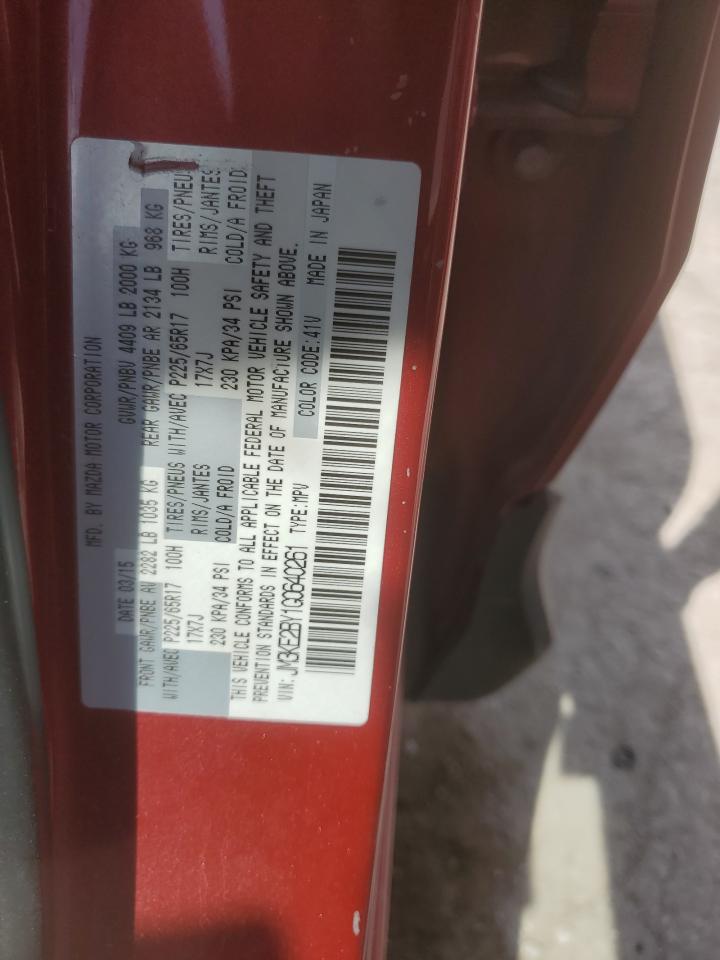 MFD. BY MAZDA MOTOR CORPORATION
DATE 03/15 GVWR/PNBV 4409 LB 2000 KG
FRONT GAWR/PNBE AV 2282 LB 1035 KG REAR GAWR/PNBE AR 2134 LB 968 KG
WITH/AVEC P225/65R17 100H TIRES/PNEUS WITH/AVEC P225/65R17 100H TIRES/PNEUS
17X7J RIMS/JANTES 17X7J RIMS/JANTES
230 KPA/34 PSI COLD/A FROID 230 KPA/34 PSI COLD/A FROID
THIS VEHICLE CONFORMS TO ALL APPLICABLE FEDERAL MOTOR VEHICLE SAFETY AND THEFT
PREVENTION STANDARDS IN EFFECT ON THE DATE OF MANUFACTURE SHOWN ABOVE.
VIN: JM3KE2BY1G0640261 TYPE:MPV COLOR CODE:41V MADE IN JAPAN